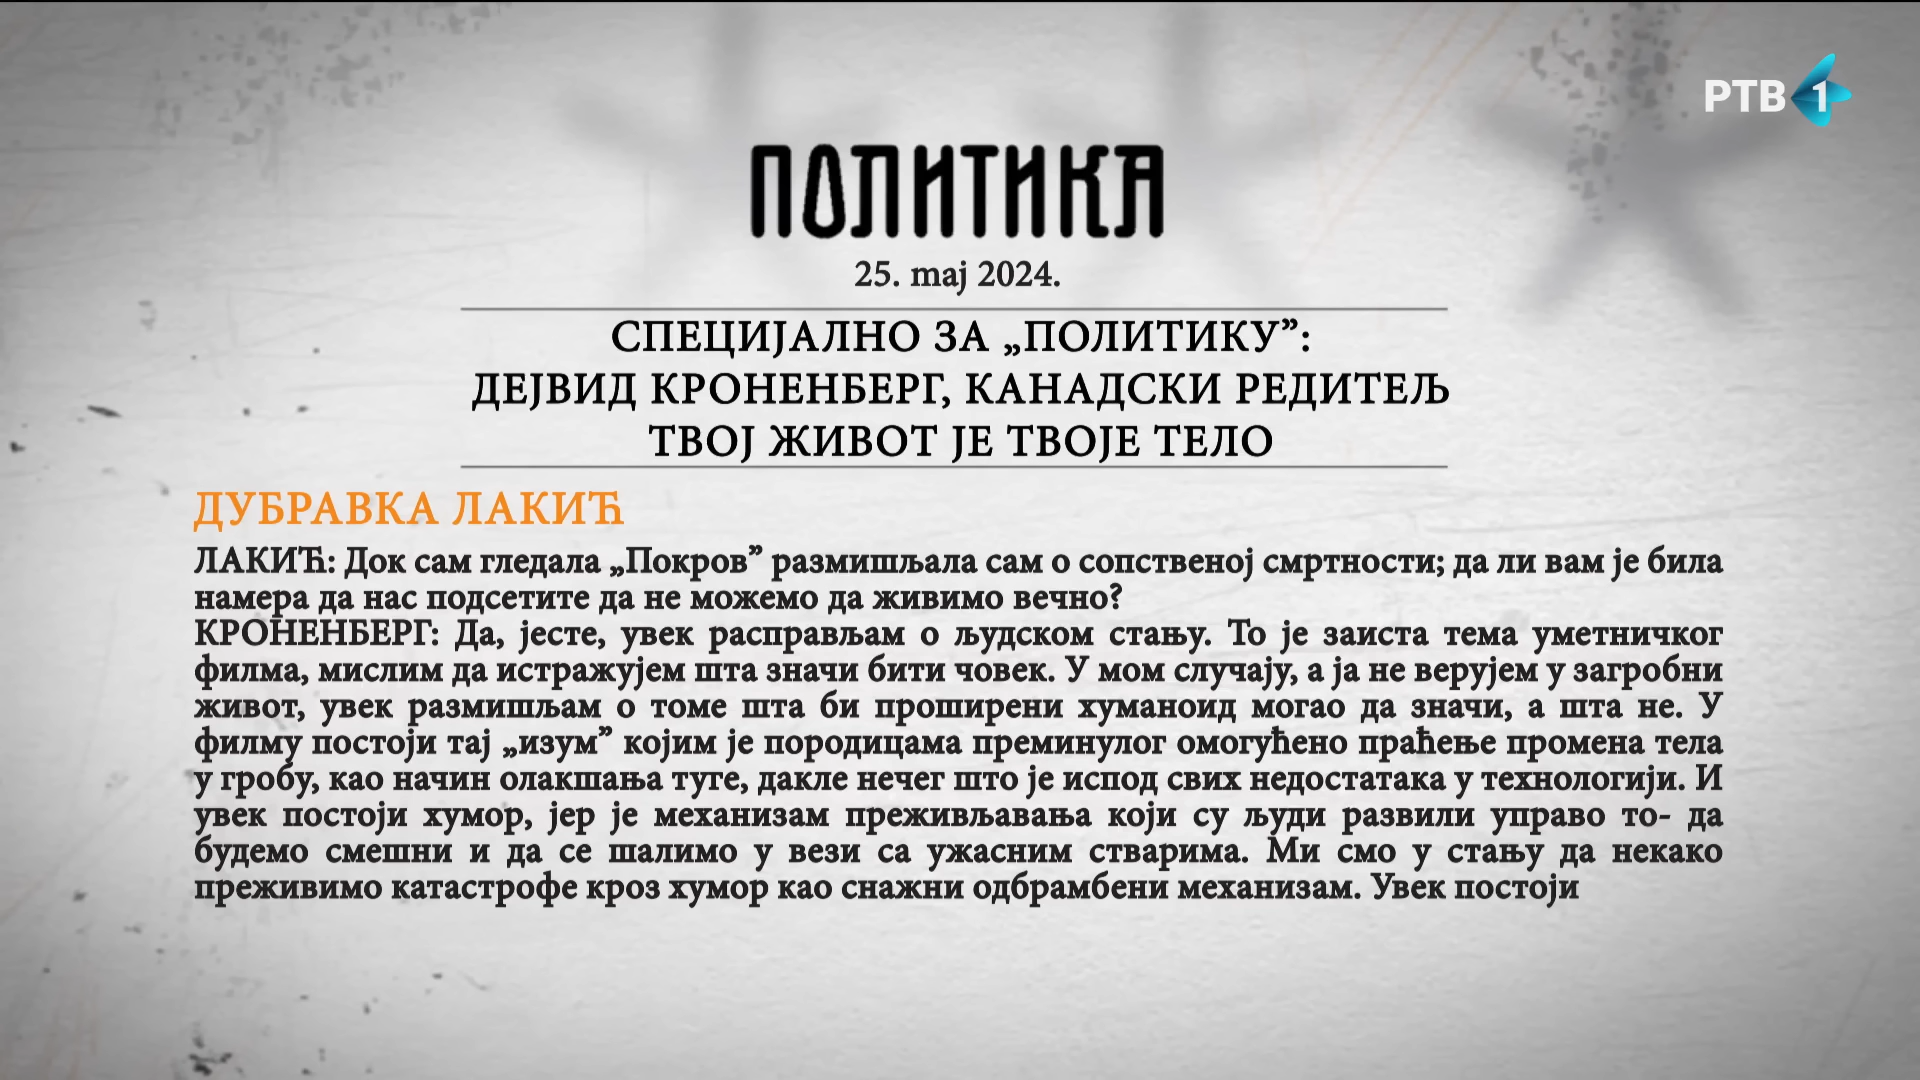 РТВ 1
ПОЛИТИКА
25. мај 2024.
СПЕЦИЈАЛНО ЗА „ПОЛИТИКУ”:
ДЕЈВИД КРОНЕНБЕРГ, КАНАДСКИ РЕДИТЕЉ
ТВОЈ ЖИВОТ ЈЕ ТВОЈЕ ТЕЛО
ДУБРАВКА ЛАКИЋ
ЛАКИЋ: Док сам гледала „Покров” размишљала сам о сопственој смртности; да ли вам је била
намера да нас подсетите да не можемо да живимо вечно?
КРОНЕНБЕРГ: Да, јесте, увек расправљам о људском стању. То је заиста тема уметничког
филма, мислим да истражујем шта значи бити човек. У мом случају, а ја не верујем у загробни
живот, увек размишљам о томе шта би проширени хуманоид могао да значи, а шта не. У
филму постоји тај „изум” којим је породицама преминулог омогућено праћење промена тела
у гробу, као начин олакшања туге, дакле нечег што је испод свих недостатака у технологији. И
увек постоји хумор, јер је механизам преживљавања који су људи развили управо то- да
будемо смешни и да се шалимо у вези са ужасним стварима. Ми смо у стању да некако
преживимо катастрофе кроз хумор као снажни одбрамбени механизам. Увек постоји